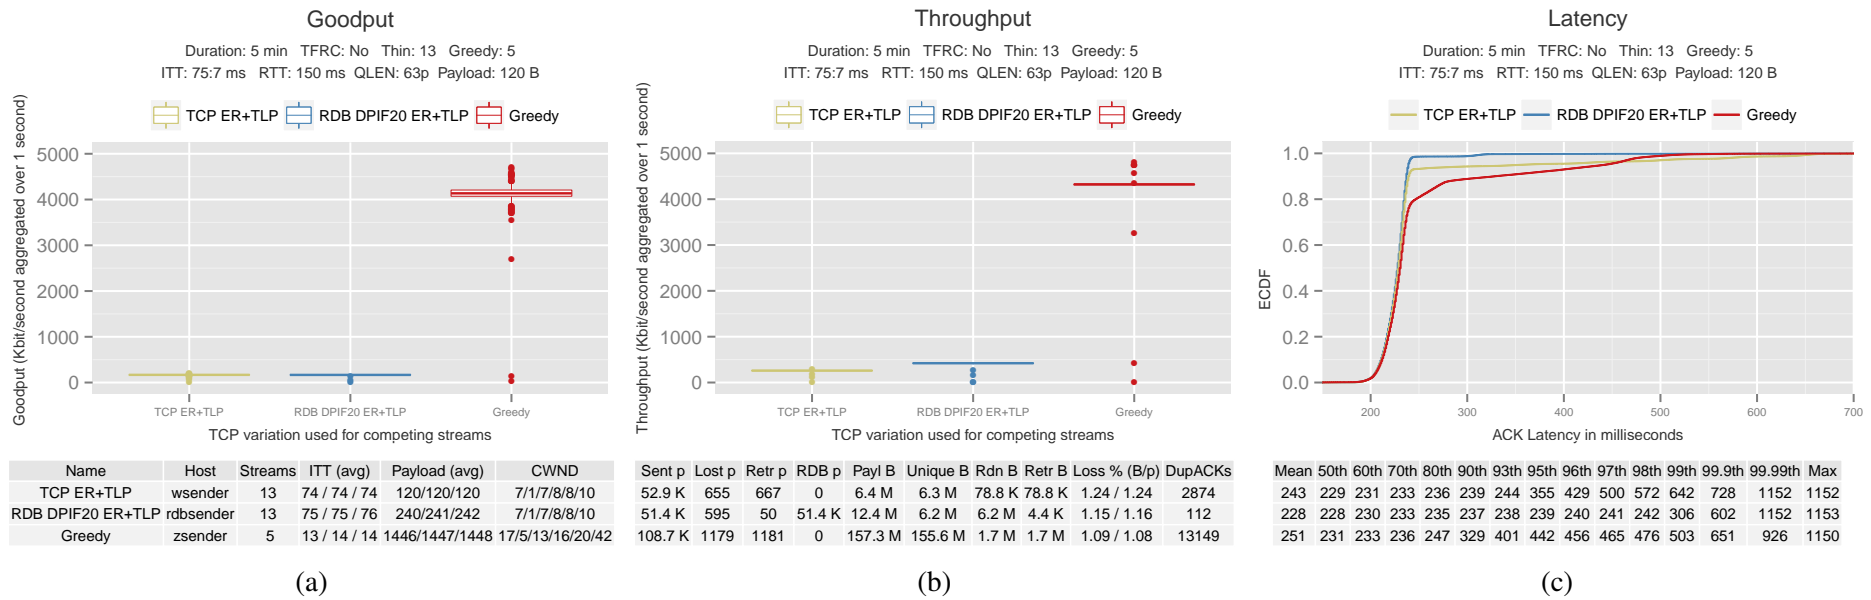 Goodput
Duration: 5 min TFRC: No Thin: 13 Greedy: 5
ITT: 75:7 ms RTT: 150 ms QLEN: 63p Payload: 120 B
TCP ER+TLP RDB DPIF20 ER+TLP Greedy
Goodput (Kbit/second aggregated over 1 second)
5000
4000
3000
2000
1000
0
TCP ER+TLP RDB DPIF20 ER+TLP Greedy
TCP variation used for competing streams
Name Host Streams ITT (avg) Payload (avg) CWND
TCP ER+TLP wsender 13 74 / 74 / 74 120/120/120 7/1/7/8/8/10
RDB DPIF20 ER+TLP rdbsender 13 75 / 75 / 76 240/241/242 7/1/7/8/8/10
Greedy zsender 5 13 / 14 / 14 1446/1447/1448 17/5/13/16/20/42
(a)
Throughput
Duration: 5 min TFRC: No Thin: 13 Greedy: 5
ITT: 75:7 ms RTT: 150 ms QLEN: 63p Payload: 120 B
TCP ER+TLP RDB DPIF20 ER+TLP Greedy
Throughput (Kbit/second aggregated over 1 second)
5000
4000
3000
2000
1000
0
TCP ER+TLP RDB DPIF20 ER+TLP Greedy
TCP variation used for competing streams
Sent p Lost p Retr p RDB p Payl B Unique B Rdn B Retr B Loss % (B/p) DupACKs
52.9 K 655 667 0 6.4 M 6.3 M 78.8 K 78.8 K 1.24 / 1.24 2874
51.4 K 595 50 51.4 K 12.4 M 6.2 M 6.2 M 4.4 K 1.15 / 1.16 112
108.7 K 1179 1181 0 157.3 M 155.6 M 1.7 M 1.7 M 1.09 / 1.08 13149
(b)
Latency
Duration: 5 min TFRC: No Thin: 13 Greedy: 5
ITT: 75:7 ms RTT: 150 ms QLEN: 63p Payload: 120 B
TCP ER+TLP RDB DPIF20 ER+TLP Greedy
ECDF
1.0
0.8
0.6
0.4
0.2
0.0
200 300 400 500 600 700
ACK Latency in milliseconds
Mean 50th 60th 70th 80th 90th 93th 95th 96th 97th 98th 99th 99.9th 99.99th Max
243 229 231 233 236 239 244 355 429 500 572 642 728 1152 1152
228 228 230 233 235 237 238 239 240 241 242 306 602 1152 1153
251 231 233 236 247 329 401 442 456 465 476 503 651 926 1150
(c)